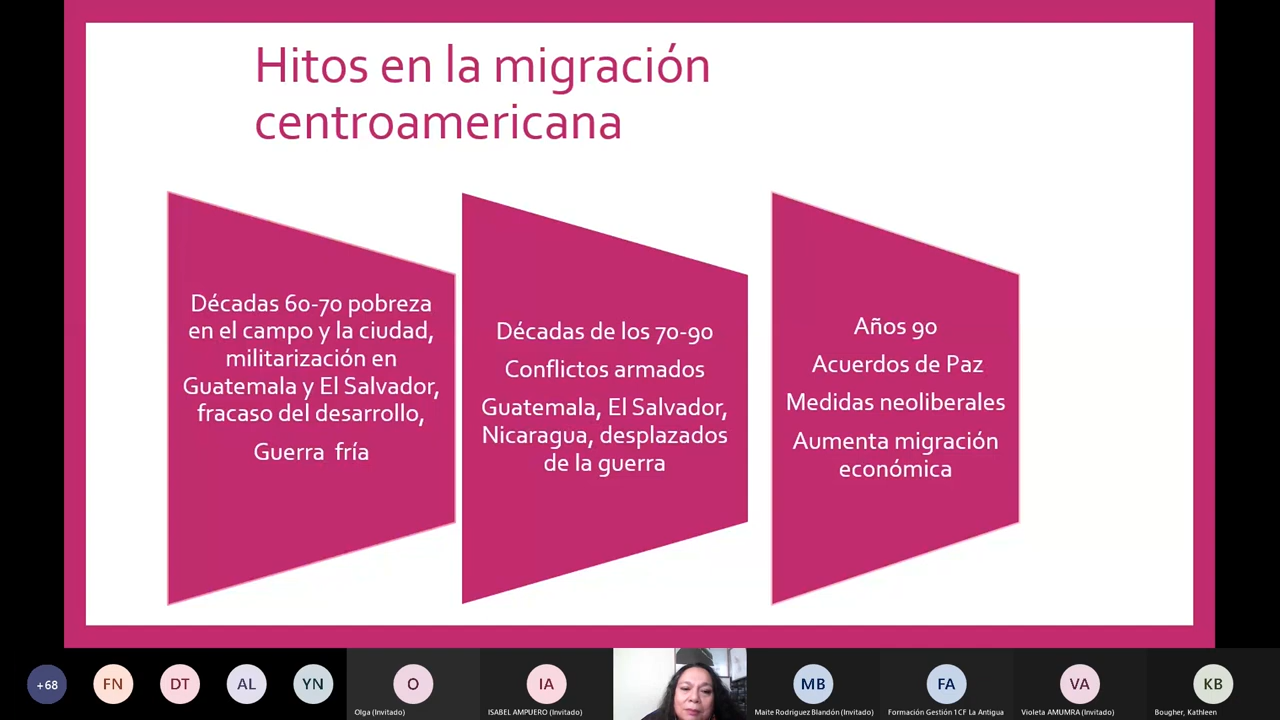 Hitos en la migración
centroamericana
Décadas 60-70 pobreza
en el campo y la ciudad,
militarización en
Guatemala y El Salvador,
fracaso del desarrollo,
Guerra fría
Décadas de los 70-90
Conflictos armados
Guatemala, El Salvador,
Nicaragua, desplazados
de la guerra
Años 90
Acuerdos de Paz
Medidas neoliberales
Aumenta migración
económica
+68
FN
DT
AL
YN
O
Olga (Invitado)
IA
ISABEL AMPUERO (Invitado)
MB
Maite Rodriguez Blandón (Invitado)
FA
Formación Gestión 1CF La Antigua
VA
Violeta AMUMRA (Invitado)
KB
Bougher, Kathleen